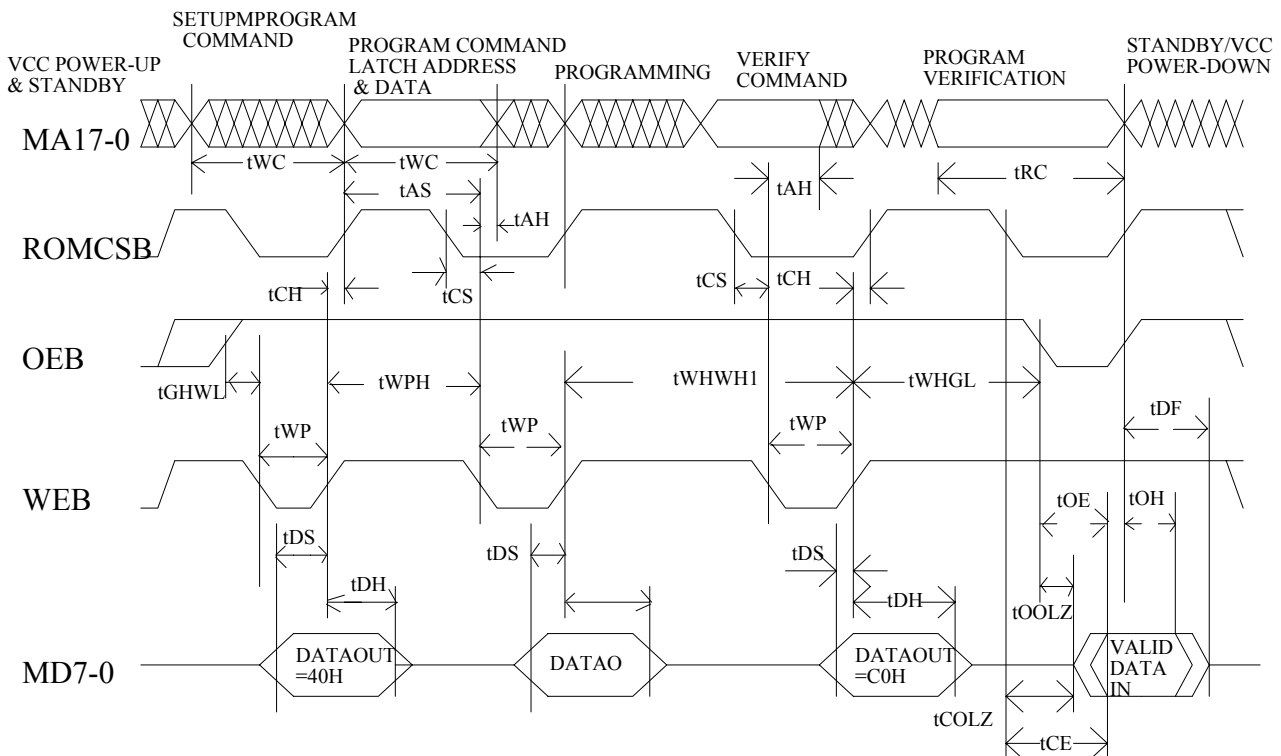 SETUPMPROGRAM
COMMAND
VCC POWER-UP
& STANDBY
PROGRAM COMMAND
LATCH ADDRESS
& DATA
PROGRAMMING
VERIFY
COMMAND
PROGRAM
VERIFICATION
STANDBY/VCC
POWER-DOWN
MA17-0
tWC
tWC
tAS
tAH
tAH
tRC
ROMCSB
tCH
tCS
tCS
tCH
OEB
tGHWL
tWPH
tWHWH1
tWHGL
tDF
tWP
tWP
tWP
WEB
tOE
tOH
tDS
tDS
tDS
tDH
tDH
tOOLZ
MD7-0
DATAOUT
=40H
DATAO
DATAOUT
=C0H
VALID
DATA
IN
tCOLZ
tCE